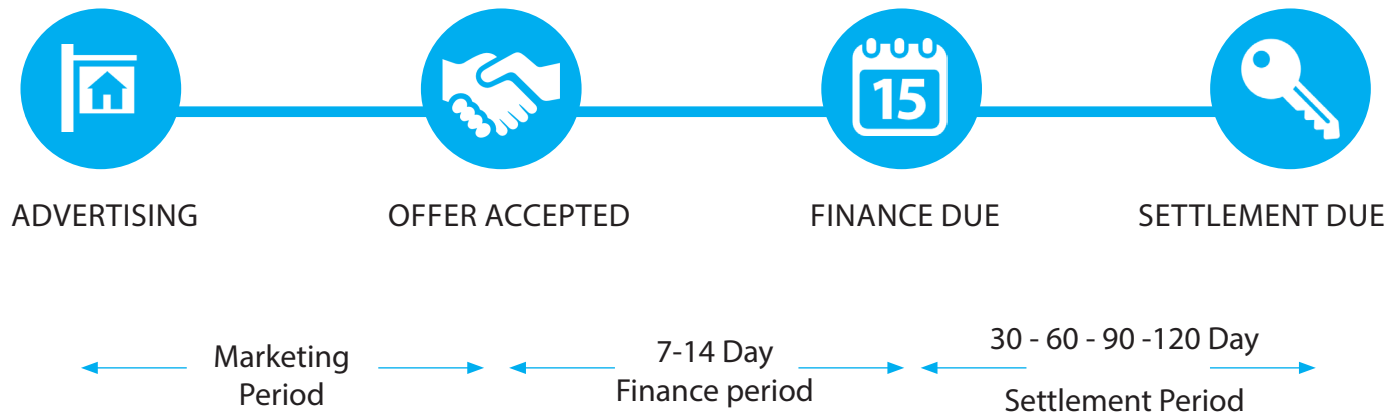 15
ADVERTISING
OFFER ACCEPTED
FINANCE DUE
SETTLEMENT DUE
Marketing
Period
7-14 Day
Finance period
30 - 60 - 90 -120 Day
Settlement Period